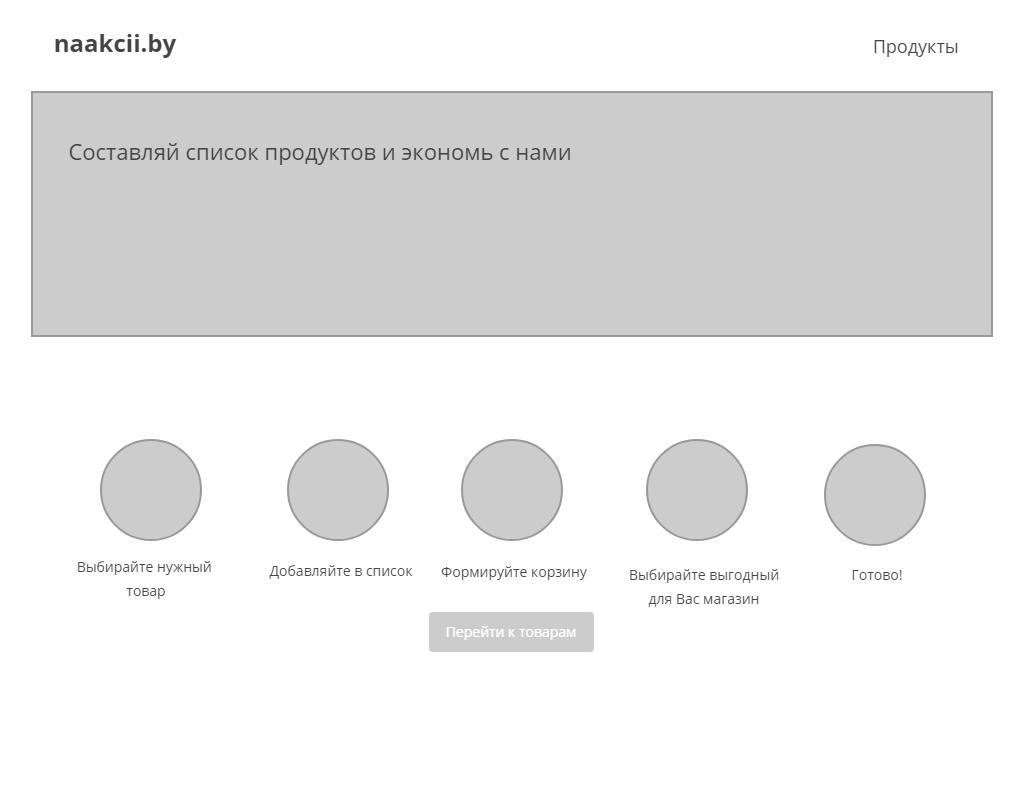 naakcii.by
Продукты
Составляй список продуктов и экономь с нами
Выбирайте нужный
товар
Добавляйте в список
Формируйте корзину
Выбирайте выгодный
для Вас магазин
Готово!
Перейти к товарам